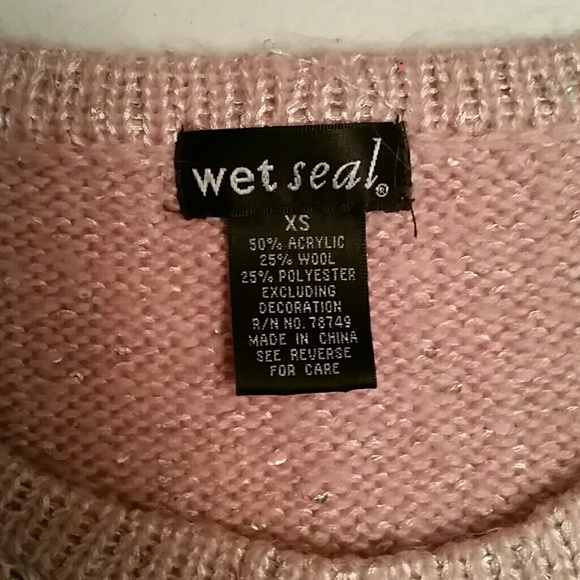 wet seal®
XS
50% ACRYLIC
25% WOOL
25% POLYESTER
EXCLUDING
DECORATION
R/N NO. 78749
MADE IN CHINA
SEE REVERSE
FOR CARE